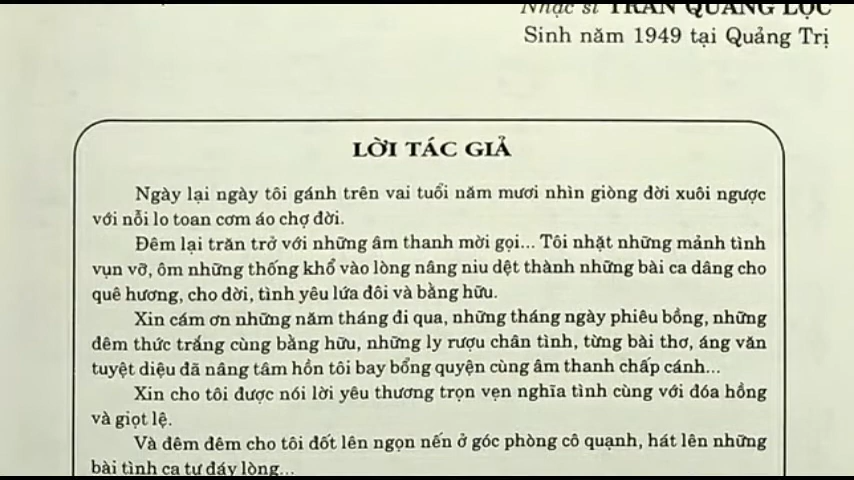 Nhạc sĩ TRẦN QUANG LỘC
Sinh năm 1949 tại Quảng Trị
LỜI TÁC GIẢ
Ngày lại ngày tôi gánh trên vai tuổi năm mươi nhìn giòng đời xuôi ngược
với nỗi lo toan cơm áo chợ đời.
Đêm lại trăn trở với những âm thanh mời gọi... Tôi nhặt những mảnh tình
vụn vỡ, ôm những thống khổ vào lòng nâng niu dệt thành những bài ca dâng cho
quê hương, cho đời, tình yêu lứa đôi và bằng hữu.
Xin cám ơn những năm tháng đi qua, những tháng ngày phiêu bồng, những
đêm thức trắng cùng bằng hữu, những ly rượu chân tình, từng bài thơ, áng văn
tuyệt diệu đã nâng tâm hồn tôi bay bổng quyện cùng âm thanh chấp cánh...
Xin cho tôi được nói lời yêu thương trọn vẹn nghĩa tình cùng với đóa hồng
và giọt lệ.
Và đêm đêm cho tôi đốt lên ngọn nến ở góc phòng cô quạnh, hát lên những
bài tình ca tự đáy lòng...